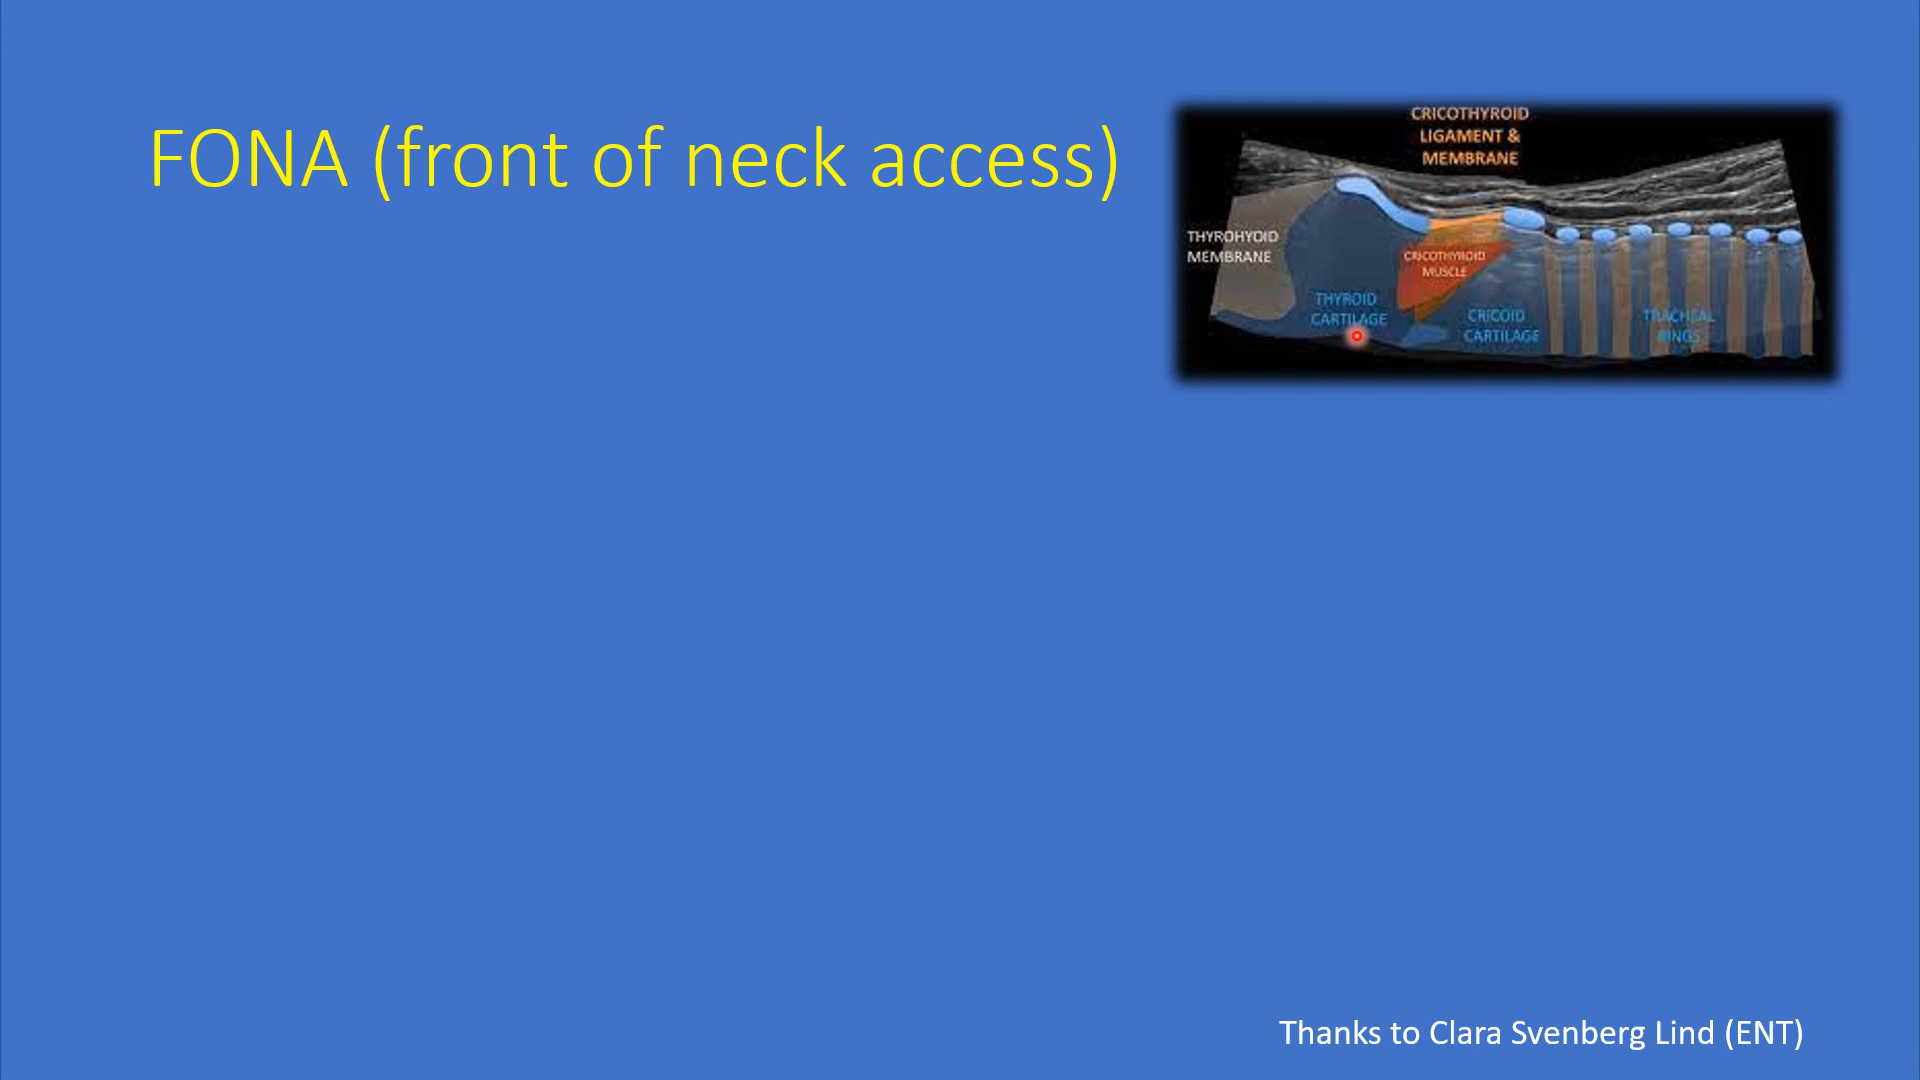 FONA (front of neck access)
CRICOTHYROID
LIGAMENT &
MEMBRANE
THYROHYOID
MEMBRANE
CRICOTHYROID
MUSCLE
THYROID
CARTILAGE
CRICOID
CARTILAGE
TRACHEAL
RINGS
Thanks to Clara Svenberg Lind (ENT)